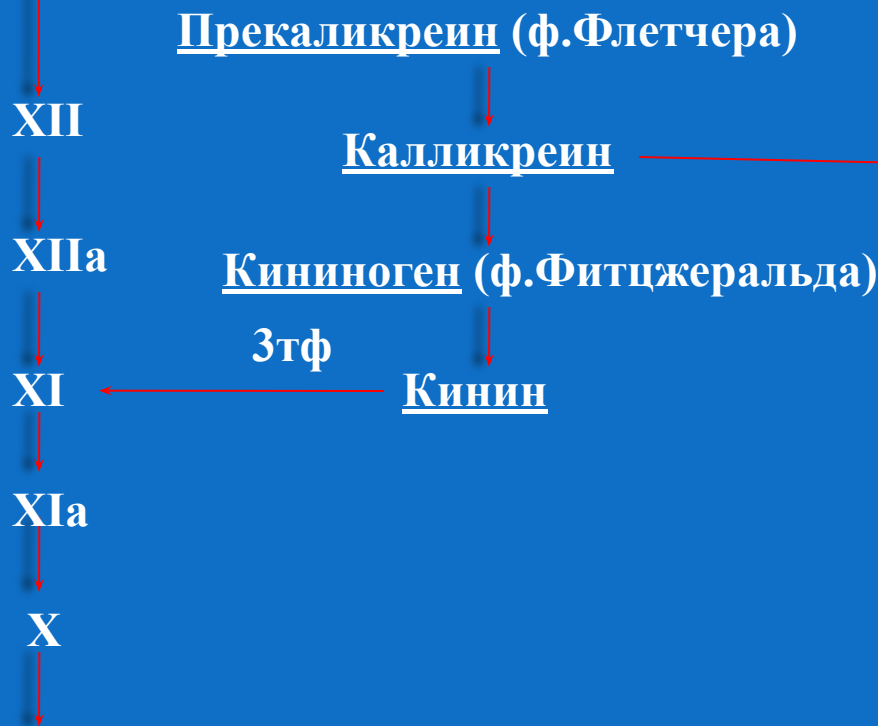 Прекаликреин (ф.Флетчера)
XII
Калликреин
XIIa
Кининоген (ф.Фитцжеральда)
3тф
XI
Кинин
XIa
X